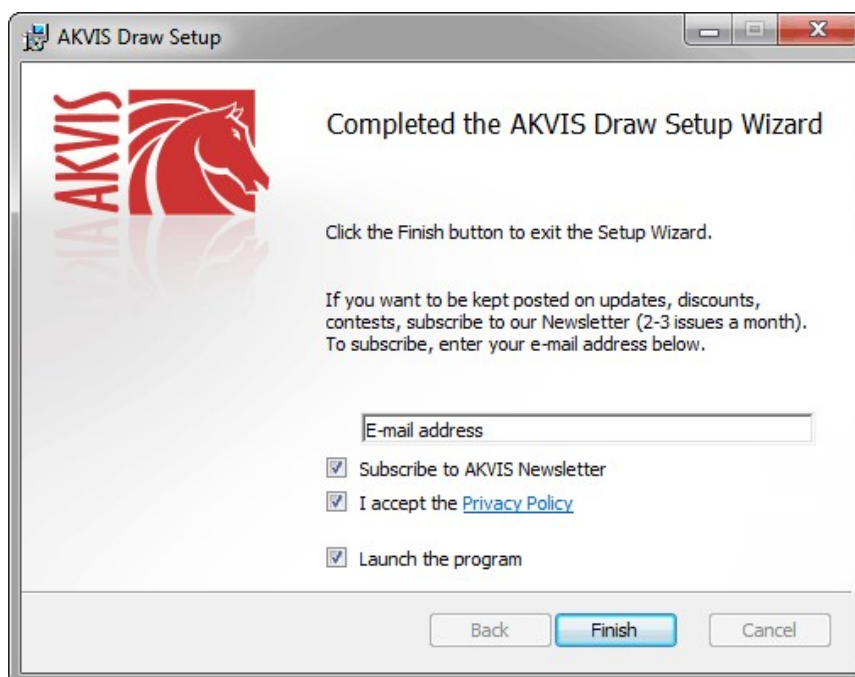 AKVIS Draw Setup
AKVIS
Completed the AKVIS Draw Setup Wizard
Click the Finish button to exit the Setup Wizard.
If you want to be kept posted on updates, discounts,
contests, subscribe to our Newsletter (2-3 issues a month).
To subscribe, enter your e-mail address below.
E-mail address
Subscribe to AKVIS Newsletter
I accept the Privacy Policy
Launch the program
Back
Finish
Cancel